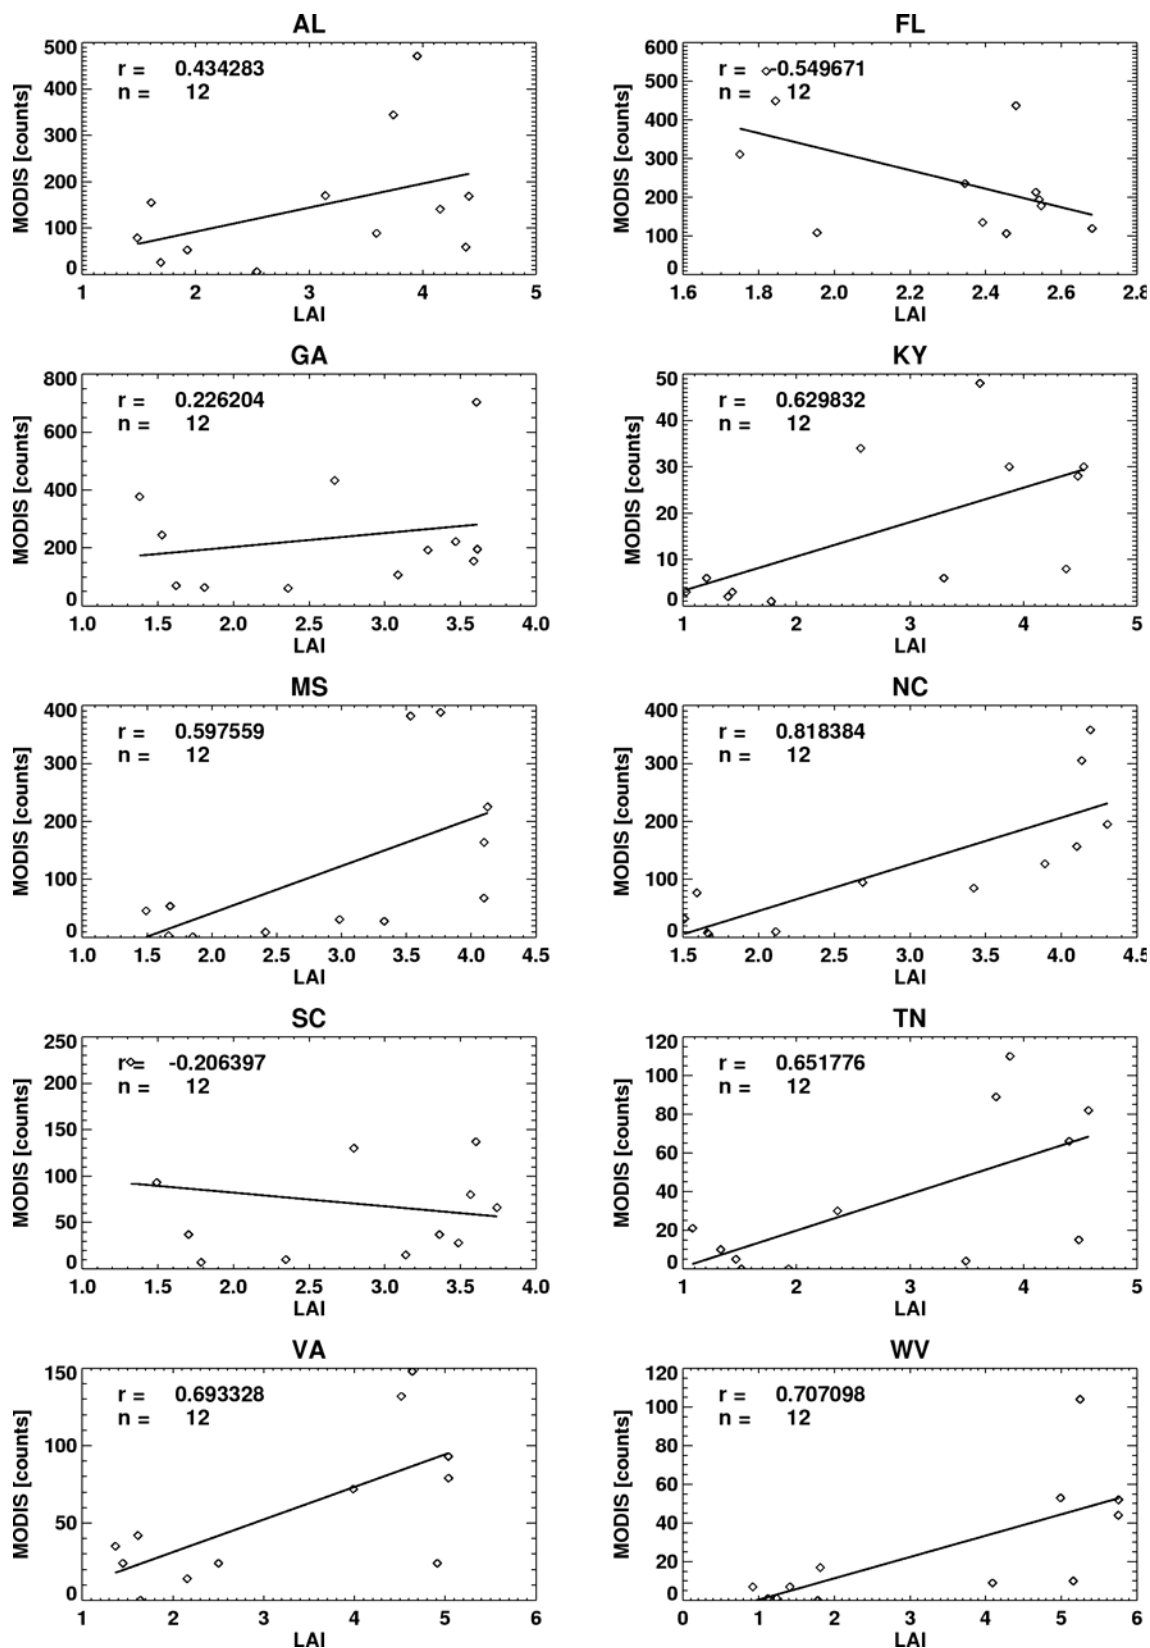 AL
500
400
300
200
100
0
MODIS [counts]
r = 0.434283
n = 12
1 2 3 4 5
LAI
FL
600
500
400
300
200
100
0
MODIS [counts]
r = -0.549671
n = 12
1.6 1.8 2.0 2.2 2.4 2.6 2.8
LAI
GA
800
600
400
200
0
MODIS [counts]
r = 0.226204
n = 12
1.0 1.5 2.0 2.5 3.0 3.5 4.0
LAI
KY
50
40
30
20
10
0
MODIS [counts]
r = 0.629832
n = 12
1 2 3 4 5
LAI
MS
400
300
200
100
0
MODIS [counts]
r = 0.597559
n = 12
1.0 1.5 2.0 2.5 3.0 3.5 4.0 4.5
LAI
NC
400
300
200
100
0
MODIS [counts]
r = 0.818384
n = 12
1.5 2.0 2.5 3.0 3.5 4.0 4.5
LAI
SC
250
200
150
100
50
0
MODIS [counts]
r = -0.206397
n = 12
1.0 1.5 2.0 2.5 3.0 3.5 4.0
LAI
TN
120
100
80
60
40
20
0
MODIS [counts]
r = 0.651776
n = 12
1 2 3 4 5
LAI
VA
150
100
50
0
MODIS [counts]
r = 0.693328
n = 12
1 2 3 4 5 6
LAI
WV
120
100
80
60
40
20
0
MODIS [counts]
r = 0.707098
n = 12
0 1 2 3 4 5 6
LAI